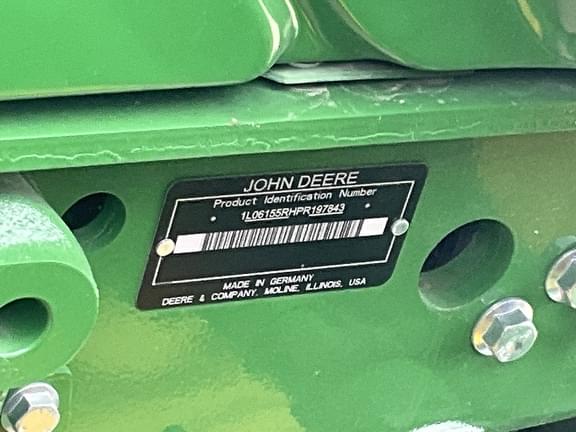 JOHN DEERE
Product Identification Number
1L06155RHPR197843
MADE IN GERMANY
DEERE & COMPANY, MOLINE, ILLINOIS, USA